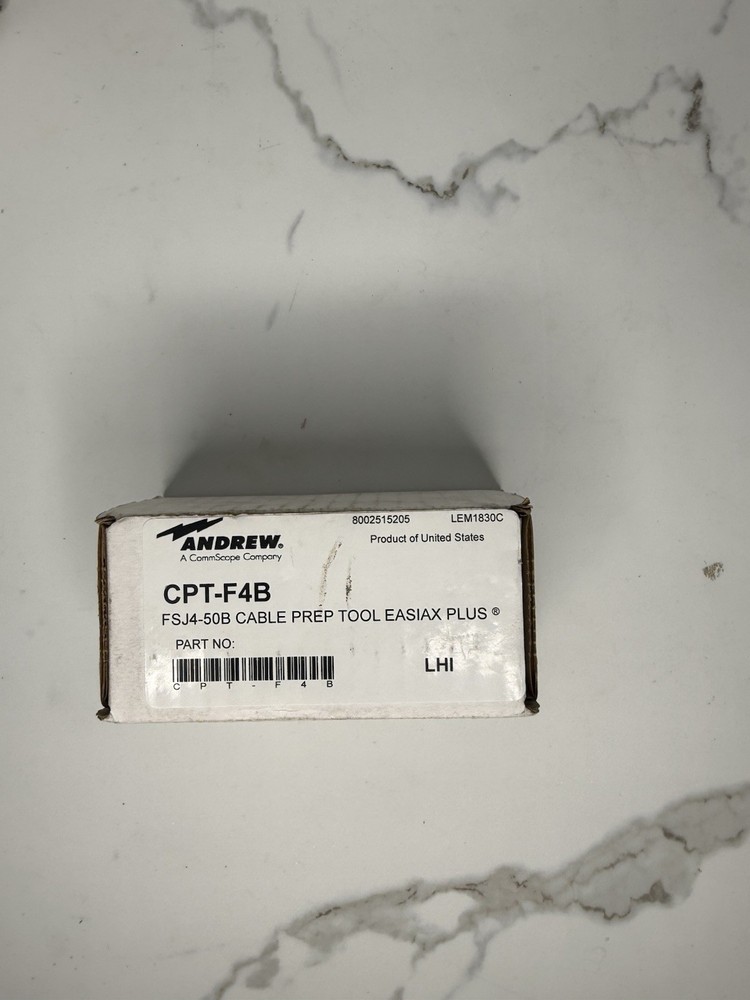 8002515205 LEM1830C
ANDREW®
A CommScope Company
Product of United States
CPT-F4B
FSJ4-50B CABLE PREP TOOL EASIAX PLUS ®
PART NO:
LHI
C P T - F 4 B